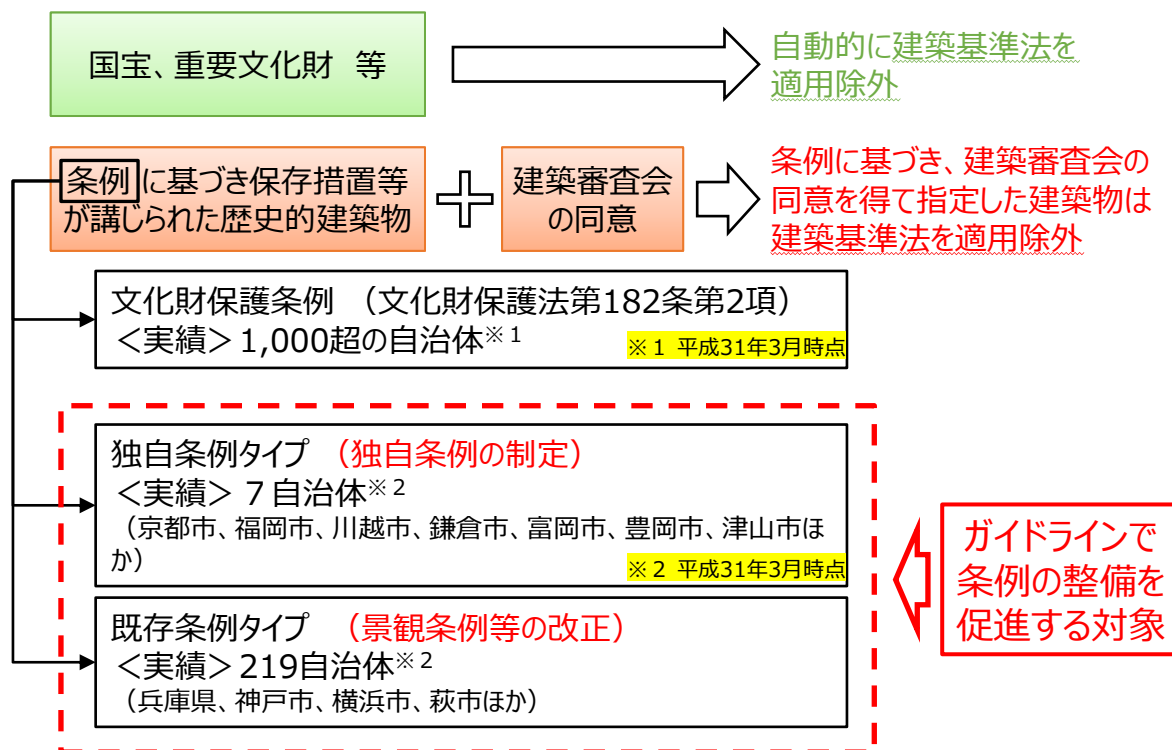 国宝、重要文化財 等
自動的に建築基準法を
適用除外
条例に基づき保存措置等
が講じられた歴史的建築物
建築審査会
の同意
条例に基づき、建築審査会の
同意を得て指定した建築物は
建築基準法を適用除外
文化財保護条例 (文化財保護法第182条第2項)
<実績>1,000超の自治体※1
※1 平成31年3月時点
独自条例タイプ (独自条例の制定)
<実績>7自治体※2
(京都市、福岡市、川越市、鎌倉市、富岡市、豊岡市、津山市ほ
か)
※2 平成31年3月時点
既存条例タイプ (景観条例等の改正)
<実績>219自治体※2
(兵庫県、神戸市、横浜市、萩市ほか)
ガイドラインで
条例の整備を
促進する対象